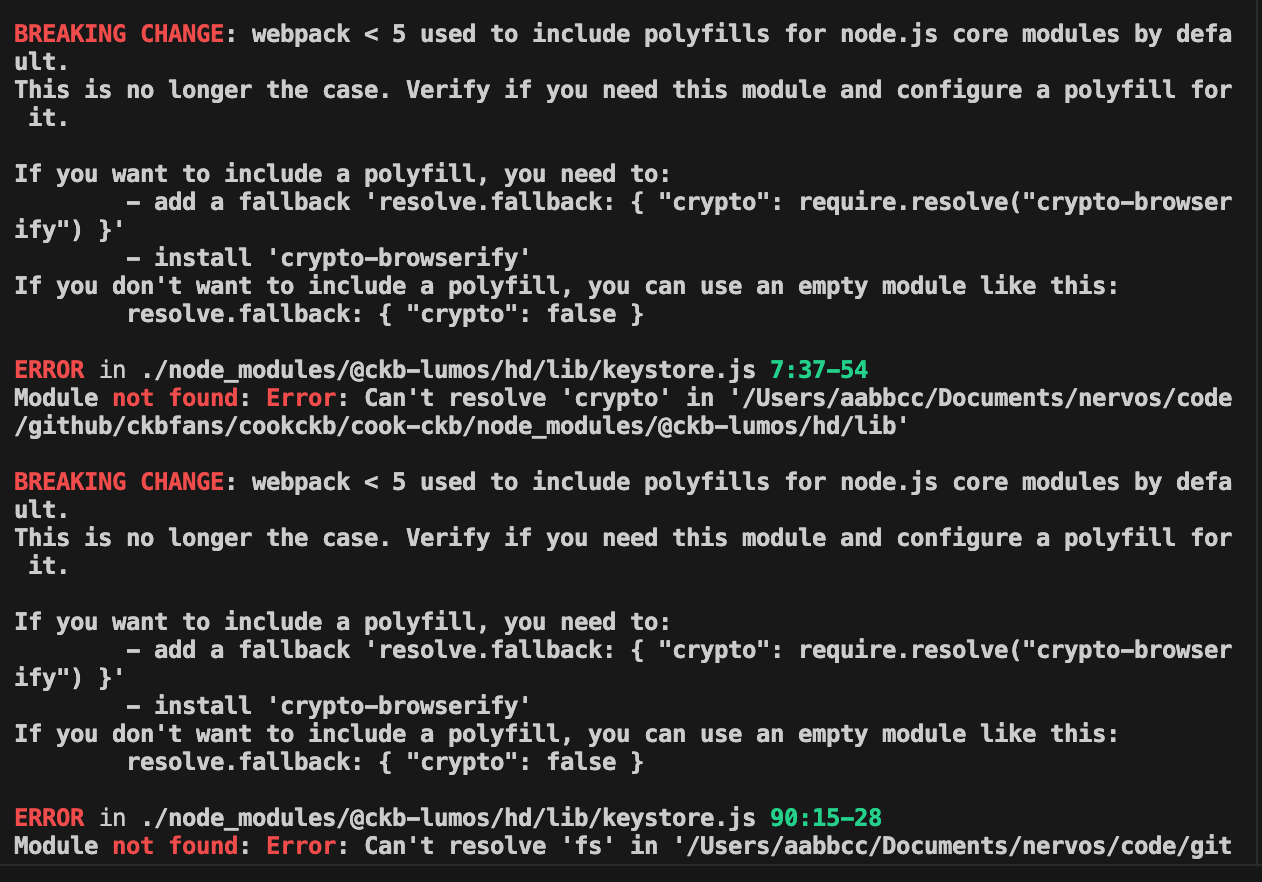 BREAKING CHANGE: webpack < 5 used to include polyfills for node.js core modules by defa
ult.
This is no longer the case. Verify if you need this module and configure a polyfill for
 it.

If you want to include a polyfill, you need to:
        - add a fallback 'resolve.fallback: { "crypto": require.resolve("crypto-browser
ify") }'
        - install 'crypto-browserify'
If you don't want to include a polyfill, you can use an empty module like this:
        resolve.fallback: { "crypto": false }

ERROR in ./node_modules/@ckb-lumos/hd/lib/keystore.js 7:37-54
Module not found: Error: Can't resolve 'crypto' in '/Users/aabbcc/Documents/nervos/code
/github/ckbfans/cookckb/cook-ckb/node_modules/@ckb-lumos/hd/lib'

BREAKING CHANGE: webpack < 5 used to include polyfills for node.js core modules by defa
ult.
This is no longer the case. Verify if you need this module and configure a polyfill for
 it.

If you want to include a polyfill, you need to:
        - add a fallback 'resolve.fallback: { "crypto": require.resolve("crypto-browser
ify") }'
        - install 'crypto-browserify'
If you don't want to include a polyfill, you can use an empty module like this:
        resolve.fallback: { "crypto": false }

ERROR in ./node_modules/@ckb-lumos/hd/lib/keystore.js 90:15-28
Module not found: Error: Can't resolve 'fs' in '/Users/aabbcc/Documents/nervos/code/git